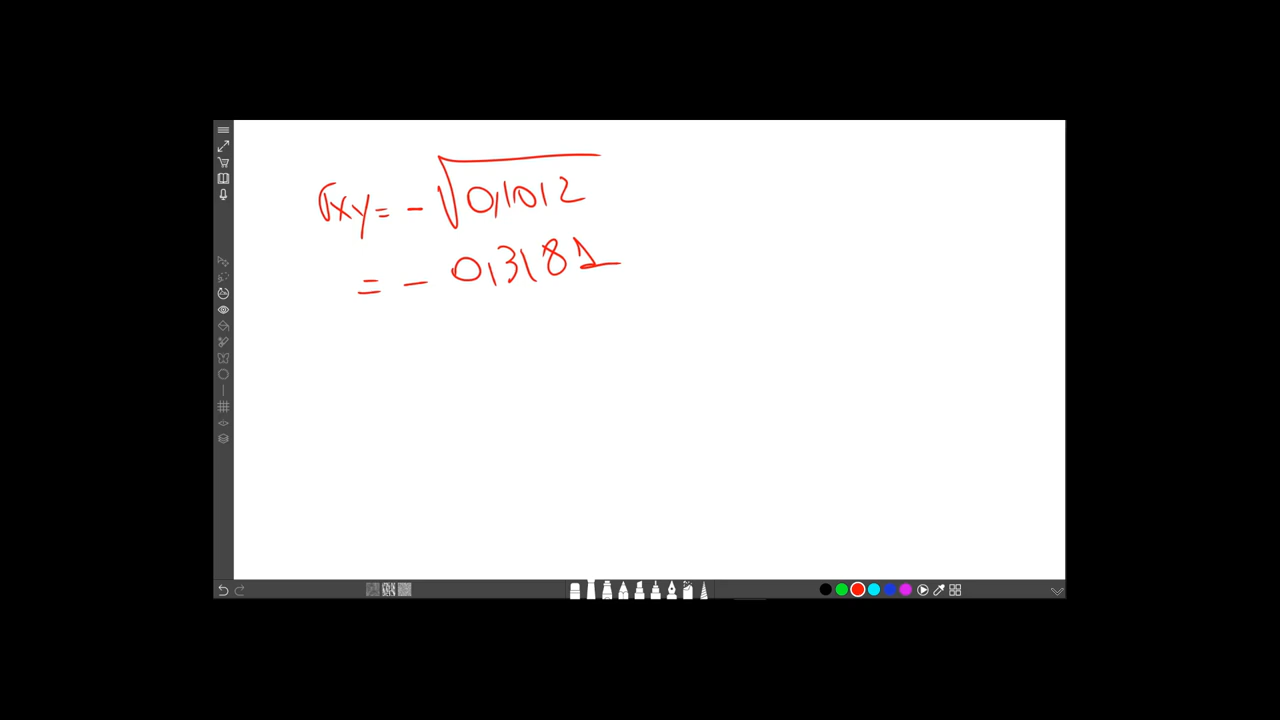 rxy = - √0,1012
= - 0,3181